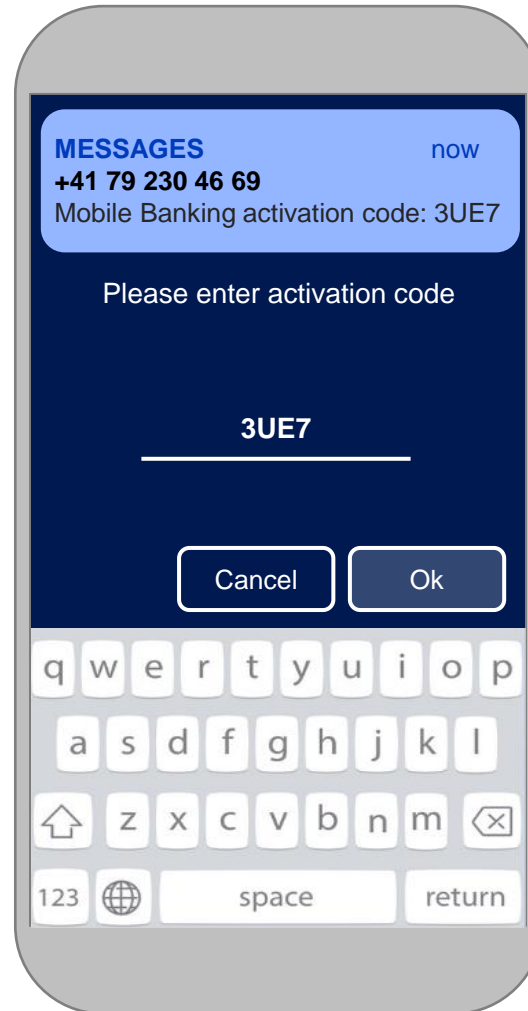 MESSAGES now
+41 79 230 46 69
Mobile Banking activation code: 3UE7
Please enter activation code
3UE7
Cancel Ok
q w e r t y u i o p
a s d f g h j k l
z x c v b n m
123 space return